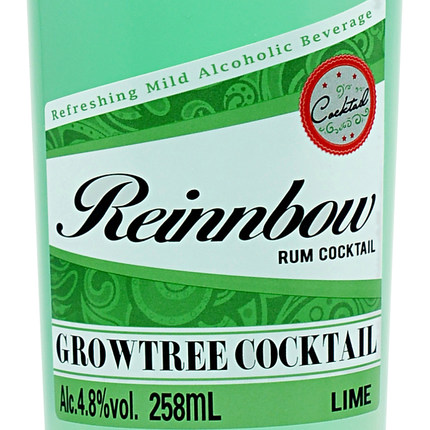 Refreshing Mild Alcoholic Beverage
Cocktail
Reinnbow
RUM COCKTAIL
GROWTREE COCKTAIL
Alc.4.8%vol. 258mL
LIME